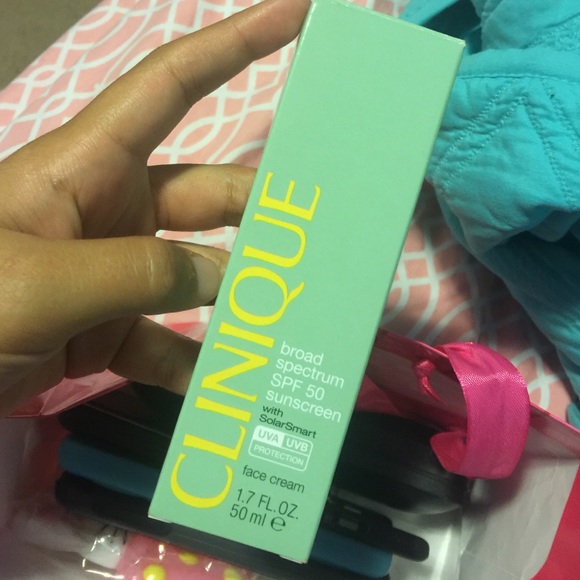 CLINIQUE
broad
spectrum
SPF 50
sunscreen
with
SolarSmart
UVA UVB
PROTECTION
face cream
1.7 FL.OZ.
50 ml ℮